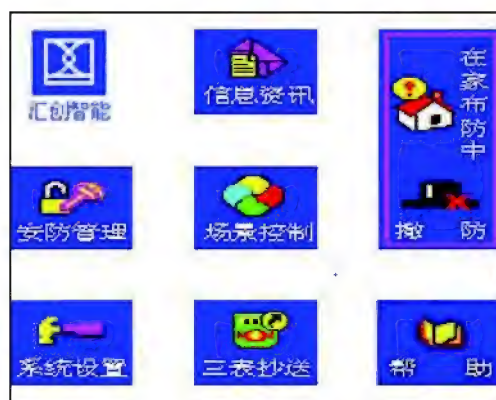 汇创智能
信息资讯
在家布防中
安防管理
场景控制
撤防
系统设置
三表抄送
帮助